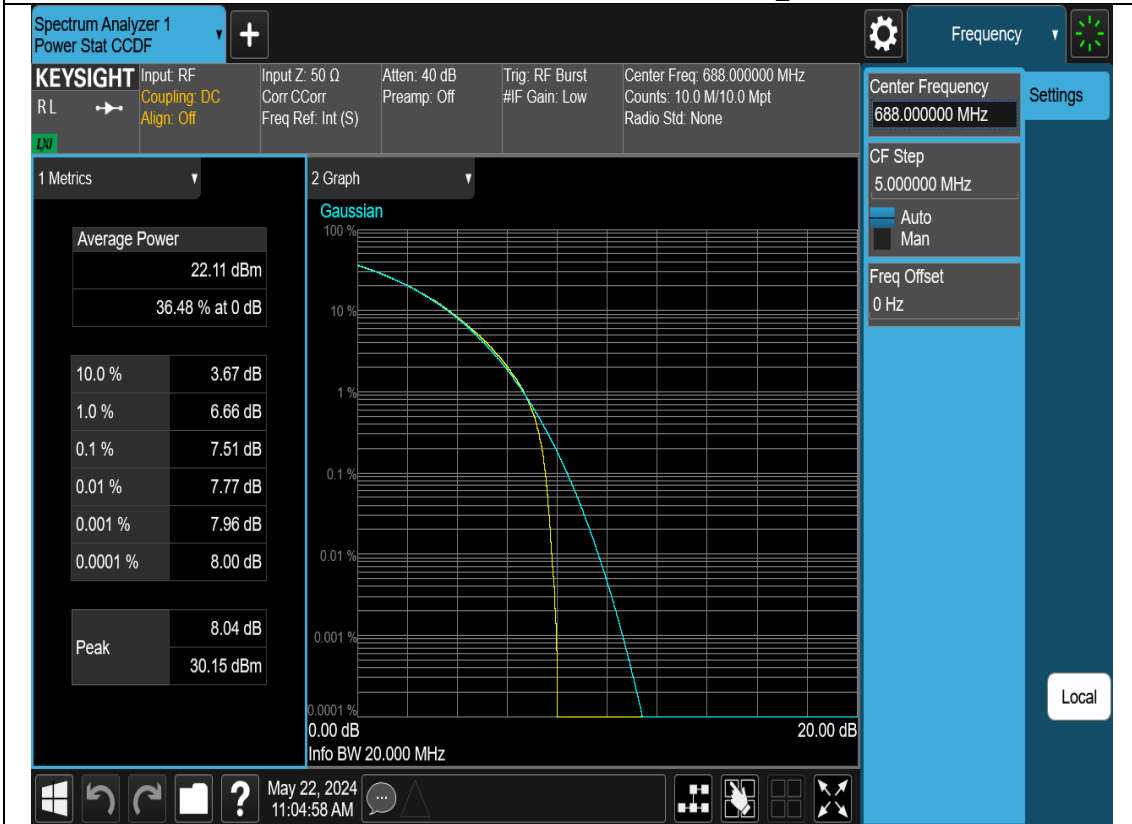 Spectrum Analyzer 1
Power Stat CCDF
+
Frequency
KEYSIGHT
RL
LXI
Input: RF
Coupling: DC
Align: Off
Input Z: 50 Ω
Corr CCorr
Freq Ref: Int (S)
Atten: 40 dB
Preamp: Off
Trig: RF Burst
#IF Gain: Low
Center Freq: 688.000000 MHz
Counts: 10.0 M/10.0 Mpt
Radio Std: None
Center Frequency
688.000000 MHz
Settings
CF Step
5.000000 MHz
Auto
Man
Freq Offset
0 Hz
1 Metrics
Average Power
22.11 dBm
36.48 % at 0 dB
10.0 % 3.67 dB
1.0 % 6.66 dB
0.1 % 7.51 dB
0.01 % 7.77 dB
0.001 % 7.96 dB
0.0001 % 8.00 dB
Peak
8.04 dB
30.15 dBm
2 Graph
Gaussian
100 %
10 %
1 %
0.1 %
0.01 %
0.001 %
0.0001 %
0.00 dB 20.00 dB
Info BW 20.000 MHz
Local
?
May 22, 2024
11:04:58 AM